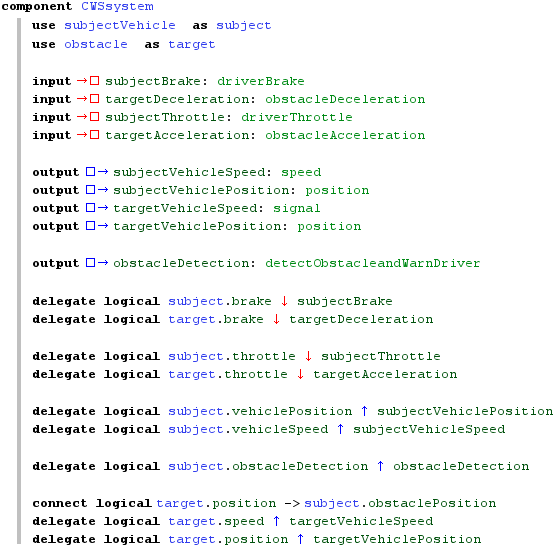 component CWSsystem
use subjectVehicle as subject
use obstacle as target
input →□ subjectBrake: driverBrake
input →□ targetDeceleration: obstacleDeceleration
input →□ subjectThrottle: driverThrottle
input →□ targetAcceleration: obstacleAcceleration
output □→ subjectVehicleSpeed: speed
output □→ subjectVehiclePosition: position
output □→ targetVehicleSpeed: signal
output □→ targetVehiclePosition: position
output □→ obstacleDetection: detectObstacleandWarnDriver
delegate logical subject.brake ↓ subjectBrake
delegate logical target.brake ↓ targetDeceleration
delegate logical subject.throttle ↓ subjectThrottle
delegate logical target.throttle ↓ targetAcceleration
delegate logical subject.vehiclePosition ↑ subjectVehiclePosition
delegate logical subject.vehicleSpeed ↑ subjectVehicleSpeed
delegate logical subject.obstacleDetection ↑ obstacleDetection
connect logical target.position -> subject.obstaclePosition
delegate logical target.speed ↑ targetVehicleSpeed
delegate logical target.position ↑ targetVehiclePosition